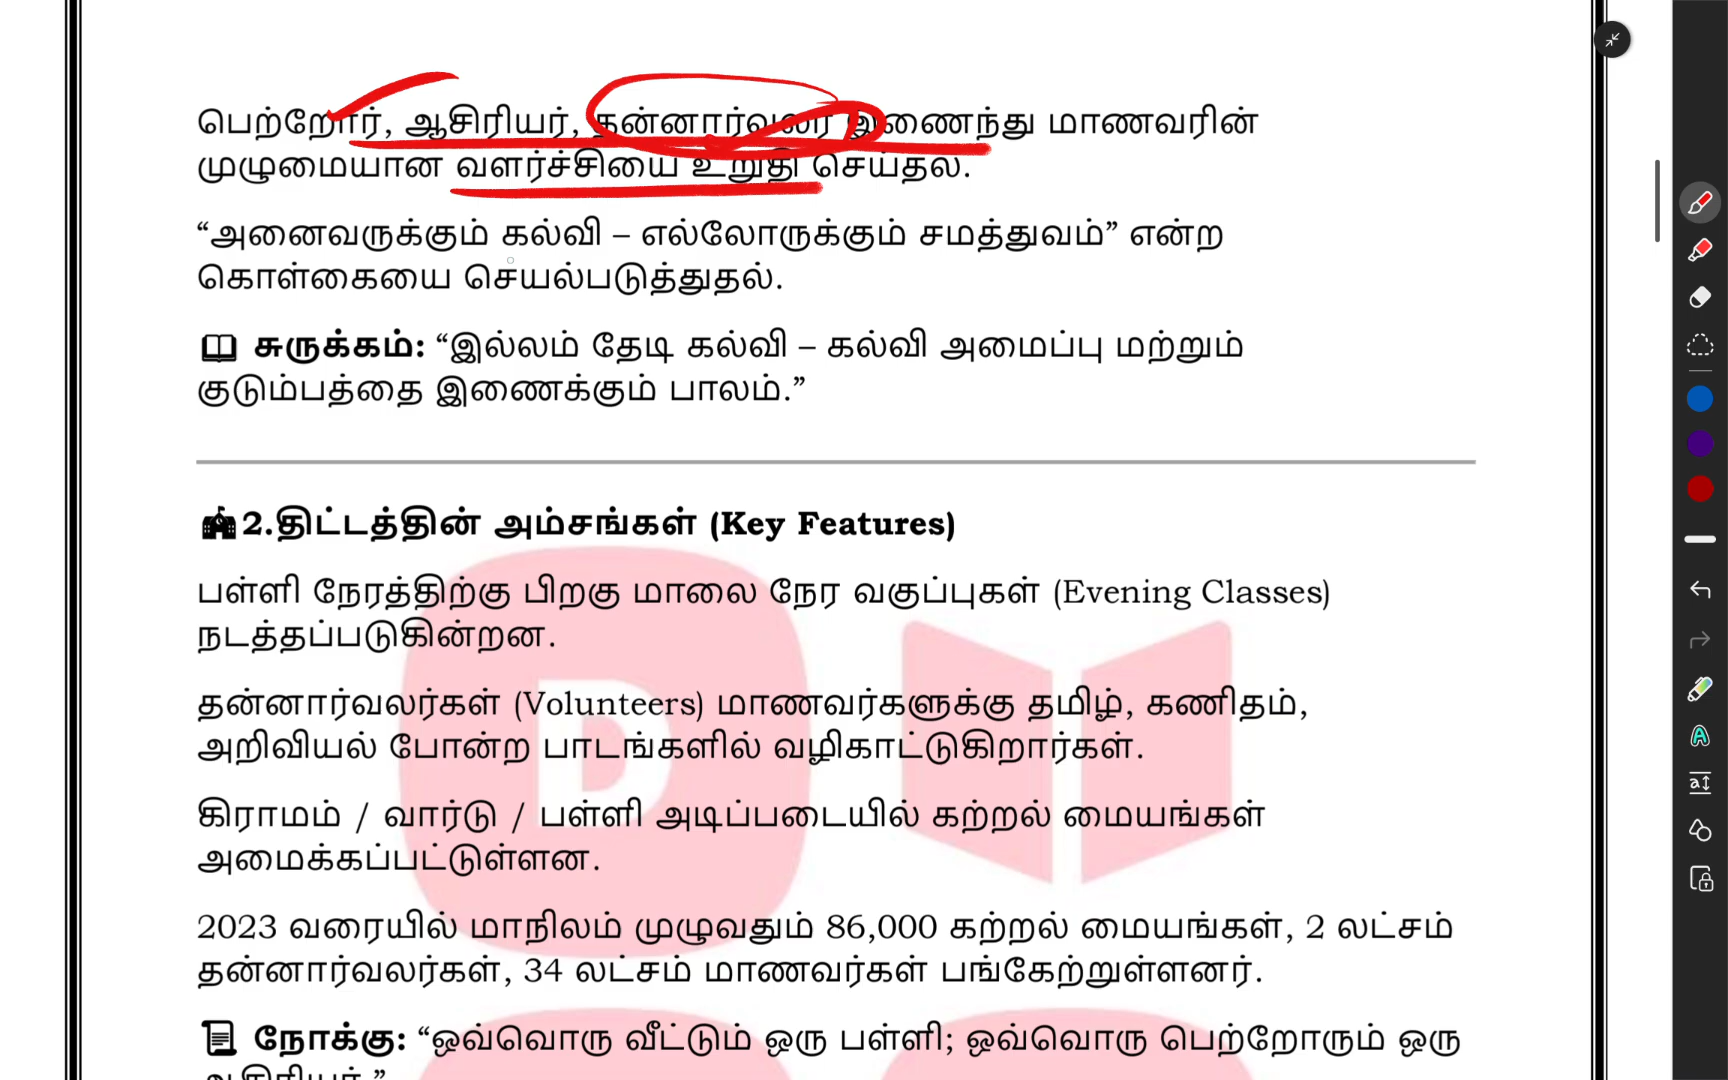 பெற்றோர், ஆசிரியர், தன்னார்வலர் இணைந்து மாணவரின்
முழுமையான வளர்ச்சியை உறுதி செய்தல்.
“அனைவருக்கும் கல்வி – எல்லோருக்கும் சமத்துவம்” என்ற
கொள்கையை செயல்படுத்துதல்.
சுருக்கம்: “இல்லம் தேடி கல்வி – கல்வி அமைப்பு மற்றும்
குடும்பத்தை இணைக்கும் பாலம்.”
2.திட்டத்தின் அம்சங்கள் (Key Features)
பள்ளி நேரத்திற்கு பிறகு மாலை நேர வகுப்புகள் (Evening Classes)
நடத்தப்படுகின்றன.
தன்னார்வலர்கள் (Volunteers) மாணவர்களுக்கு தமிழ், கணிதம்,
அறிவியல் போன்ற பாடங்களில் வழிகாட்டுகிறார்கள்.
கிராமம் / வார்டு / பள்ளி அடிப்படையில் கற்றல் மையங்கள்
அமைக்கப்பட்டுள்ளன.
2023 வரையில் மாநிலம் முழுவதும் 86,000 கற்றல் மையங்கள், 2 லட்சம்
தன்னார்வலர்கள், 34 லட்சம் மாணவர்கள் பங்கேற்றுள்ளனர்.
நோக்கு: “ஒவ்வொரு வீட்டும் ஒரு பள்ளி; ஒவ்வொரு பெற்றோரும் ஒரு
D